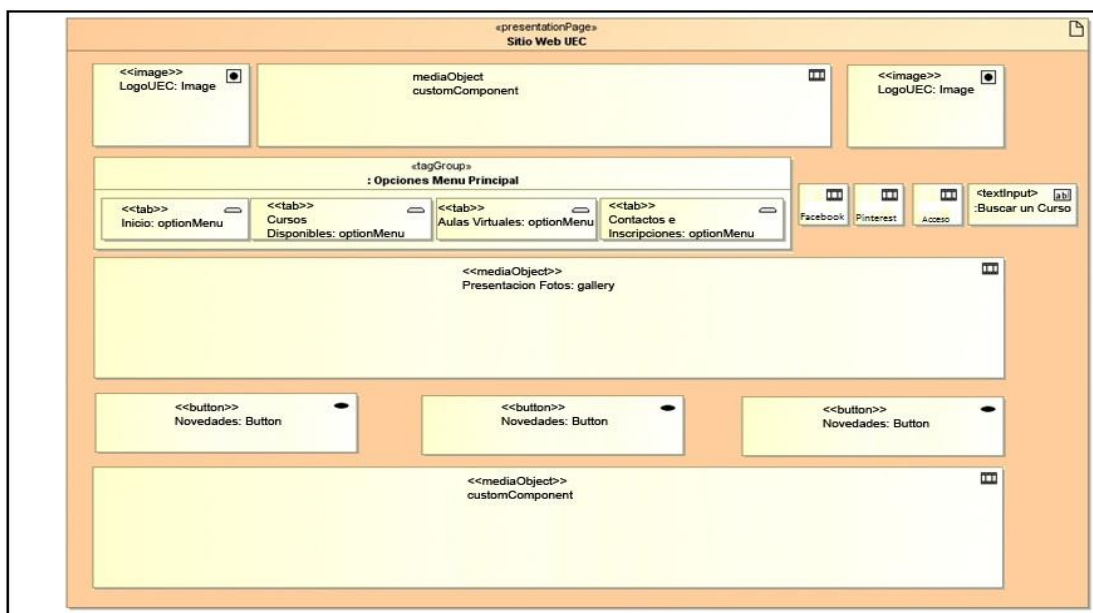 «presentationPage»
Sitio Web UEC
<<image>>
LogoUEC: Image
mediaObject
customComponent
<<image>>
LogoUEC: Image
«tagGroup»
: Opciones Menu Principal
<<tab>>
Inicio: optionMenu
<<tab>>
Cursos
Disponibles: optionMenu
<<tab>>
Aulas Virtuales: optionMenu
<<tab>>
Contactos e
Inscripciones: optionMenu
Facebook
Pinterest
Acceso
<textInput>
ab
:Buscar un Curso
<<mediaObject>>
Presentacion Fotos: gallery
<<button>>
Novedades: Button
<<button>>
Novedades: Button
<<button>>
Novedades: Button
<<mediaObject>>
customComponent